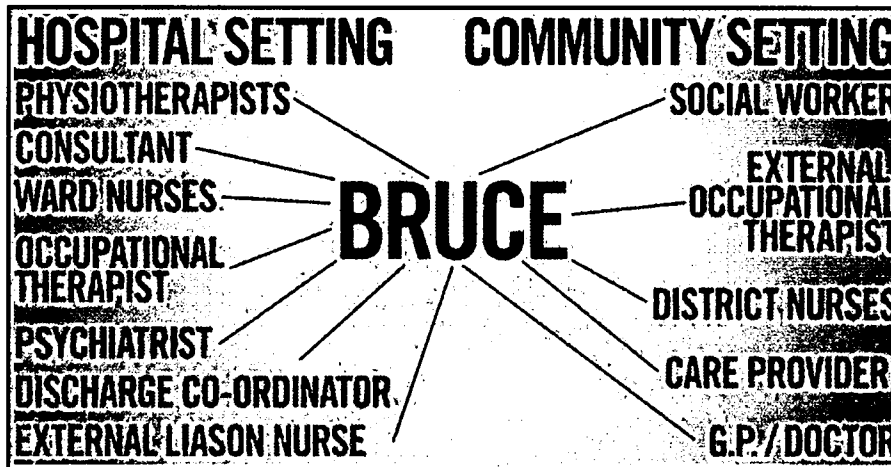 HOSPITAL SETTING
PHYSIOTHERAPISTS
CONSULTANT
WARD NURSES
OCCUPATIONAL
THERAPIST
PSYCHIATRIST
DISCHARGE CO-ORDINATOR
EXTERNAL LIASON NURSE
BRUCE
COMMUNITY SETTING
SOCIAL WORKER
EXTERNAL
OCCUPATIONAL
THERAPIST
DISTRICT NURSES
CARE PROVIDER
G.P./ DOCTOR